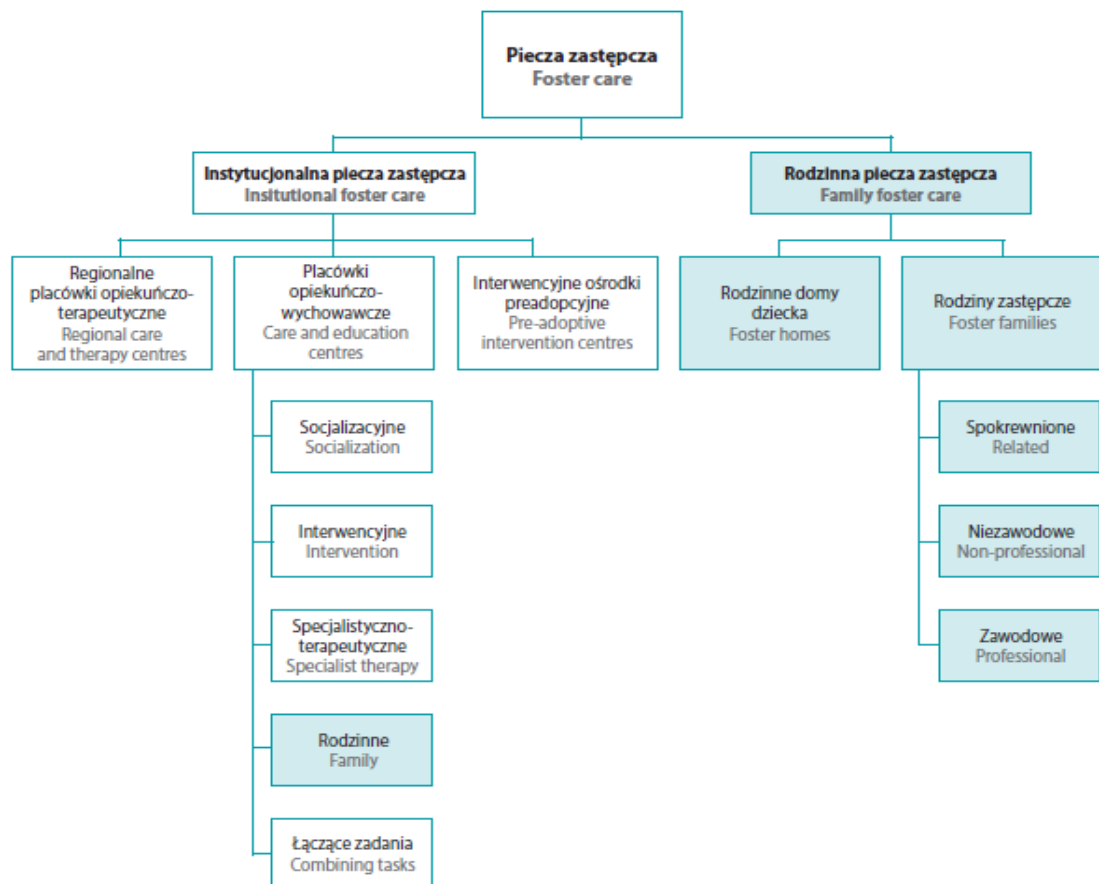 Piecza zastępcza
Foster care
Instytucjonalna piecza zastępcza
Insitutional foster care
Rodzinna piecza zastępcza
Family foster care
Regionalne
placówki opiekuńczo-
terapeutyczne
Regional care
and therapy centres
Placówki
opiekuńczo-
wychowawcze
Care and education
centres
Interwencyjne ośrodki
preadopcyjne
Pre-adoptive
intervention centres
Rodzinne domy
dziecka
Foster homes
Rodziny zastępcze
Foster families
Socjalizacyjne
Socialization
Interwencyjne
Intervention
Specjalistyczno-
terapeutyczne
Specialist therapy
Rodzinne
Family
Łączące zadania
Combining tasks
Spokrewnione
Related
Niezawodowe
Non-professional
Zawodowe
Professional